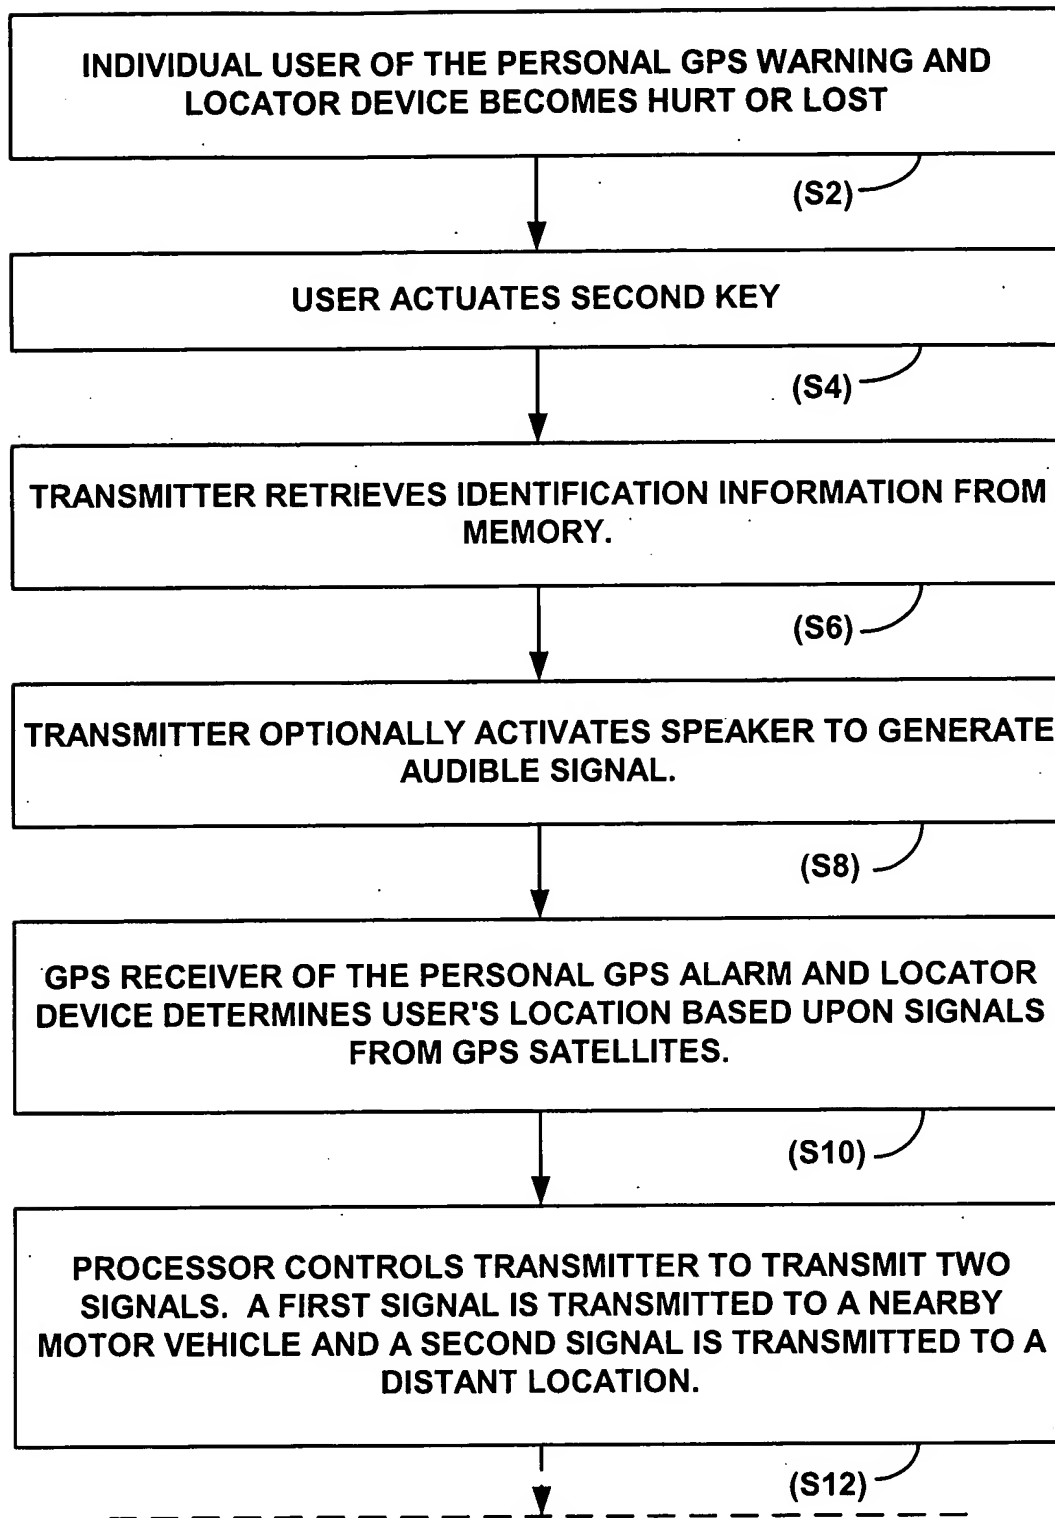 INDIVIDUAL USER OF THE PERSONAL GPS WARNING AND
LOCATOR DEVICE BECOMES HURT OR LOST
(S2)
USER ACTUATES SECOND KEY
(S4)
TRANSMITTER RETRIEVES IDENTIFICATION INFORMATION FROM
MEMORY.
(S6)
TRANSMITTER OPTIONALLY ACTIVATES SPEAKER TO GENERATE
AUDIBLE SIGNAL.
(S8)
GPS RECEIVER OF THE PERSONAL GPS ALARM AND LOCATOR
DEVICE DETERMINES USER'S LOCATION BASED UPON SIGNALS
FROM GPS SATELLITES.
(S10)
PROCESSOR CONTROLS TRANSMITTER TO TRANSMIT TWO
SIGNALS. A FIRST SIGNAL IS TRANSMITTED TO A NEARBY
MOTOR VEHICLE AND A SECOND SIGNAL IS TRANSMITTED TO A
DISTANT LOCATION.
(S12)